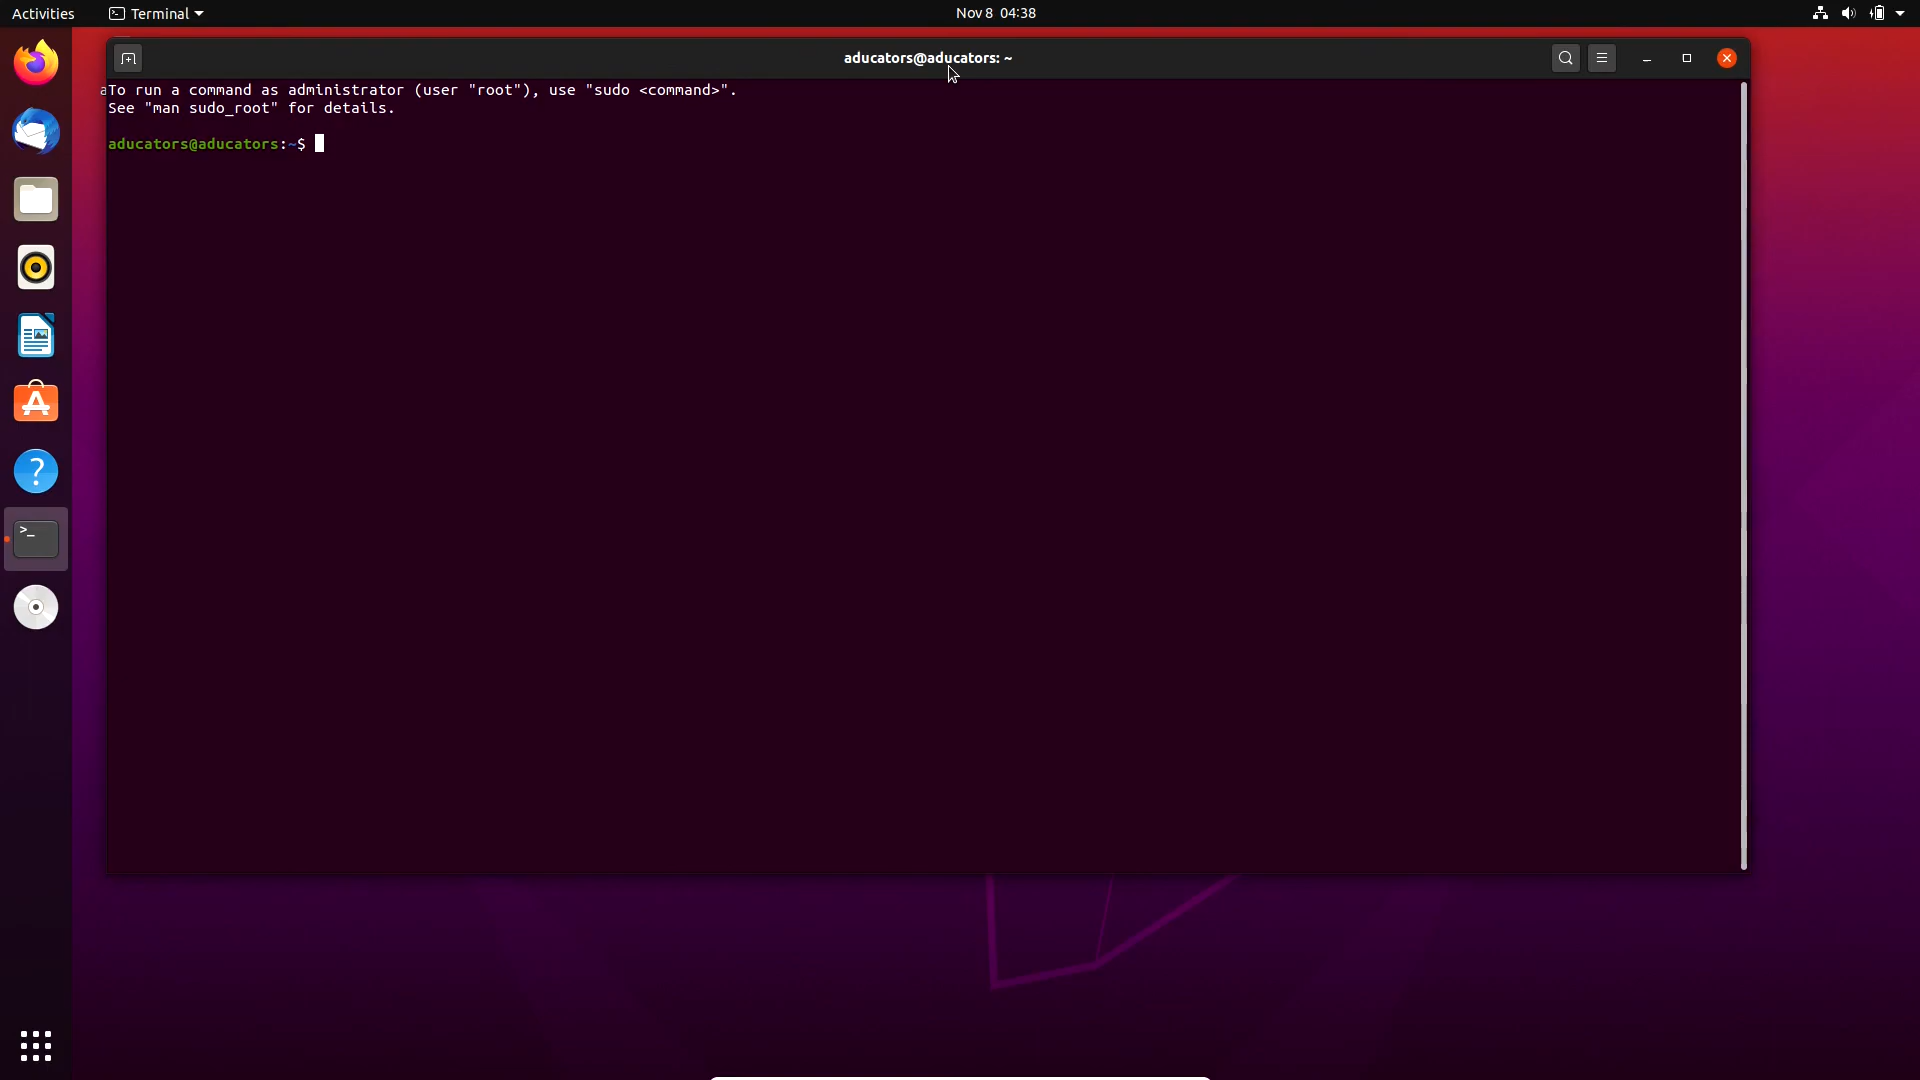 Activities
Terminal
Nov 8 04:38
aducators@aducators: ~
To run a command as administrator (user "root"), use "sudo <command>".
See "man sudo_root" for details.
aducators@aducators:~$